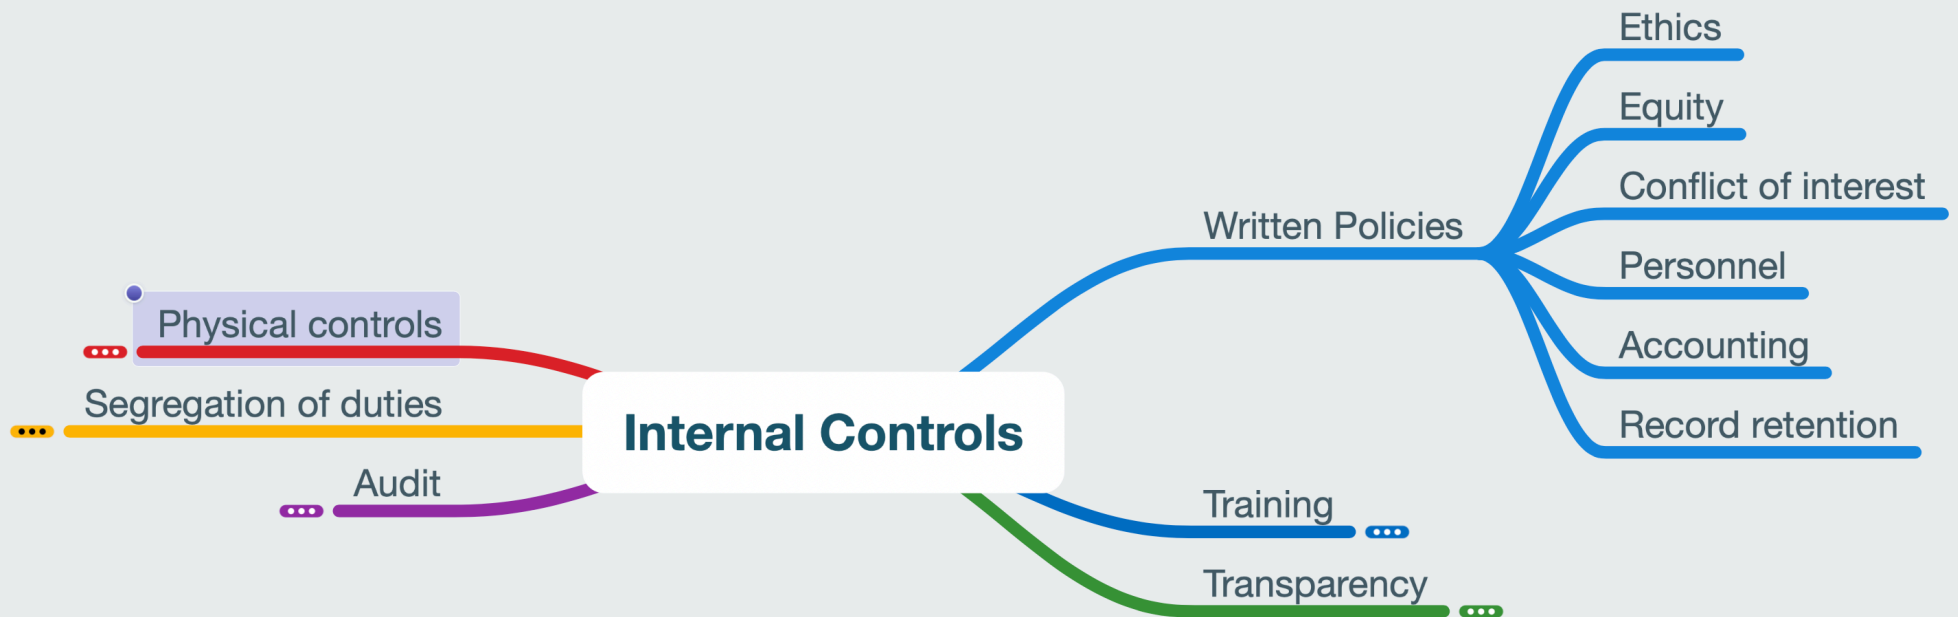 Internal Controls
Written Policies
Ethics
Equity
Conflict of interest
Personnel
Accounting
Record retention
Training
Transparency
Physical controls
Segregation of duties
Audit